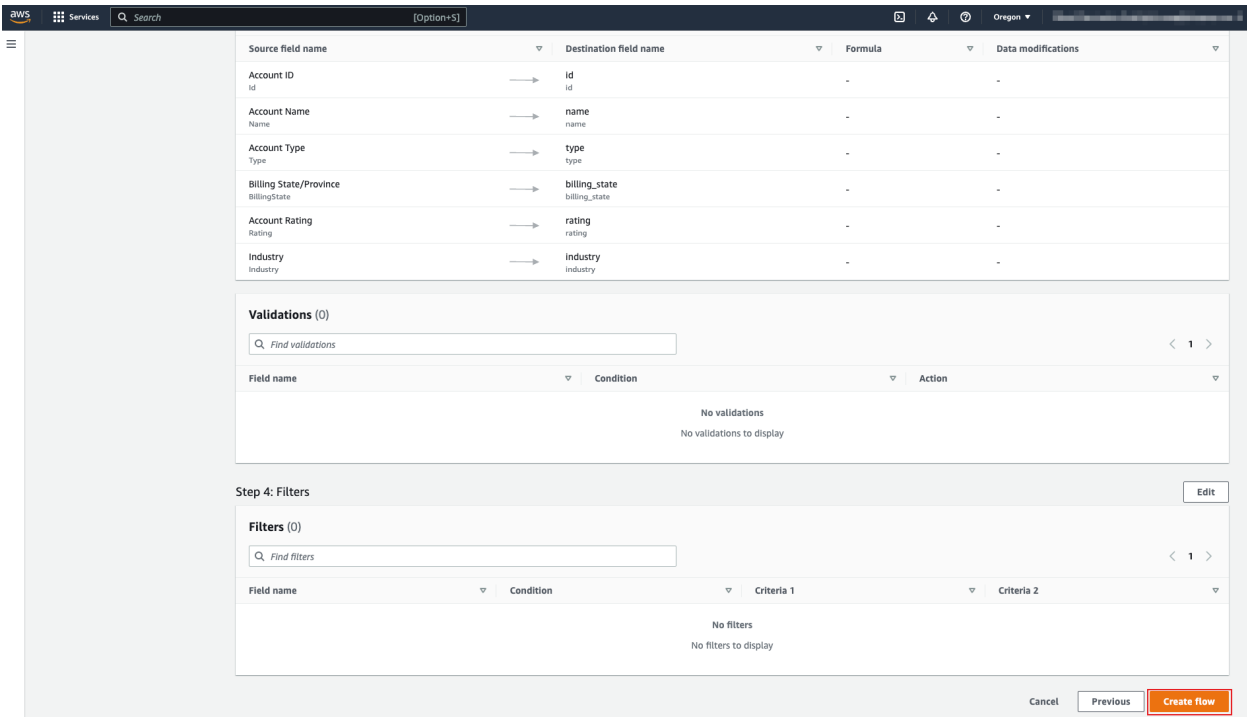 aws Services Search [Option+S] Oregon
Source field name Destination field name Formula Data modifications
Account ID id - -
Id id
Account Name name - -
Name name
Account Type type - -
Type type
Billing State/Province billing_state - -
BillingState billing_state
Account Rating rating - -
Rating rating
Industry industry - -
Industry industry
Validations (0)
Find validations 1
Field name Condition Action
No validations
No validations to display
Step 4: Filters Edit
Filters (0)
Find filters 1
Field name Condition Criteria 1 Criteria 2
No filters
No filters to display
Cancel Previous Create flow